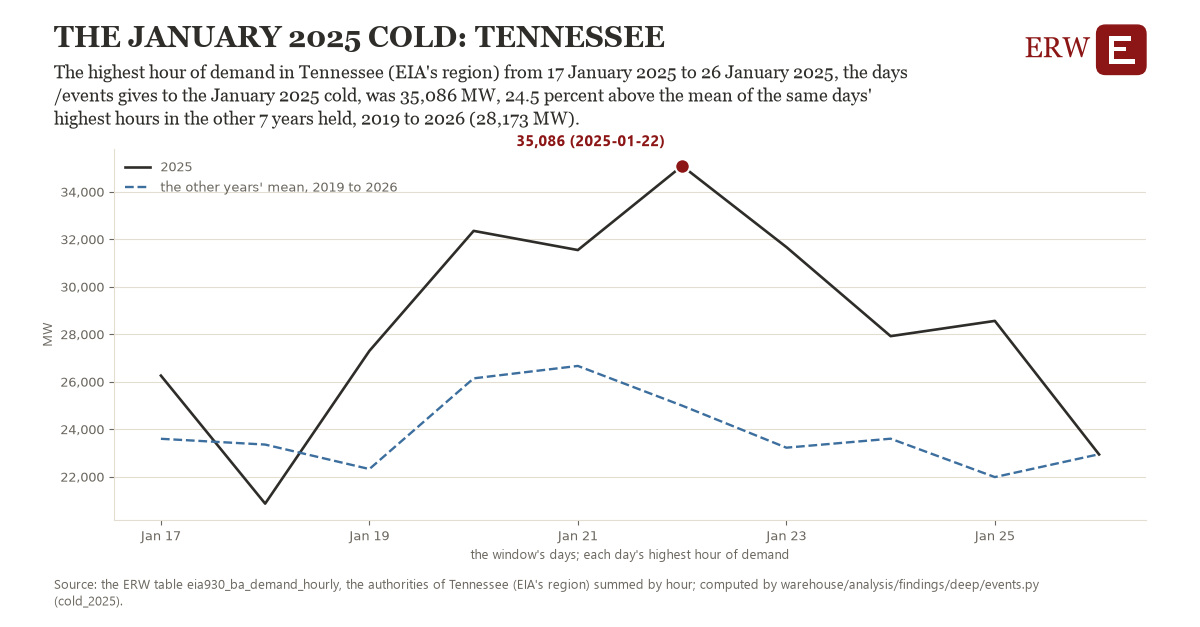 THE JANUARY 2025 COLD: TENNESSEE
ERW E
The highest hour of demand in Tennessee (EIA's region) from 17 January 2025 to 26 January 2025, the days
/events gives to the January 2025 cold, was 35,086 MW, 24.5 percent above the mean of the same days'
highest hours in the other 7 years held, 2019 to 2026 (28,173 MW).
35,086 (2025-01-22)
2025
the other years' mean, 2019 to 2026
34,000
32,000
30,000
28,000
26,000
24,000
22,000
MW
Jan 17
Jan 19
Jan 21
Jan 23
Jan 25
the window's days; each day's highest hour of demand
Source: the ERW table eia930_ba_demand_hourly, the authorities of Tennessee (EIA's region) summed by hour; computed by warehouse/analysis/findings/deep/events.py
(cold_2025).